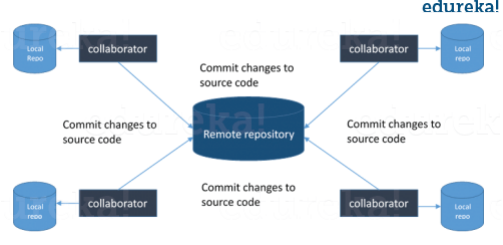 edureka!
Local
Repo
collaborator
collaborator
Local
repo
Commit changes to
source code
Commit changes to
source code
Remote repository
Commit changes to
source code
Commit changes to
source code
Local
repo
collaborator
collaborator
Local
repo